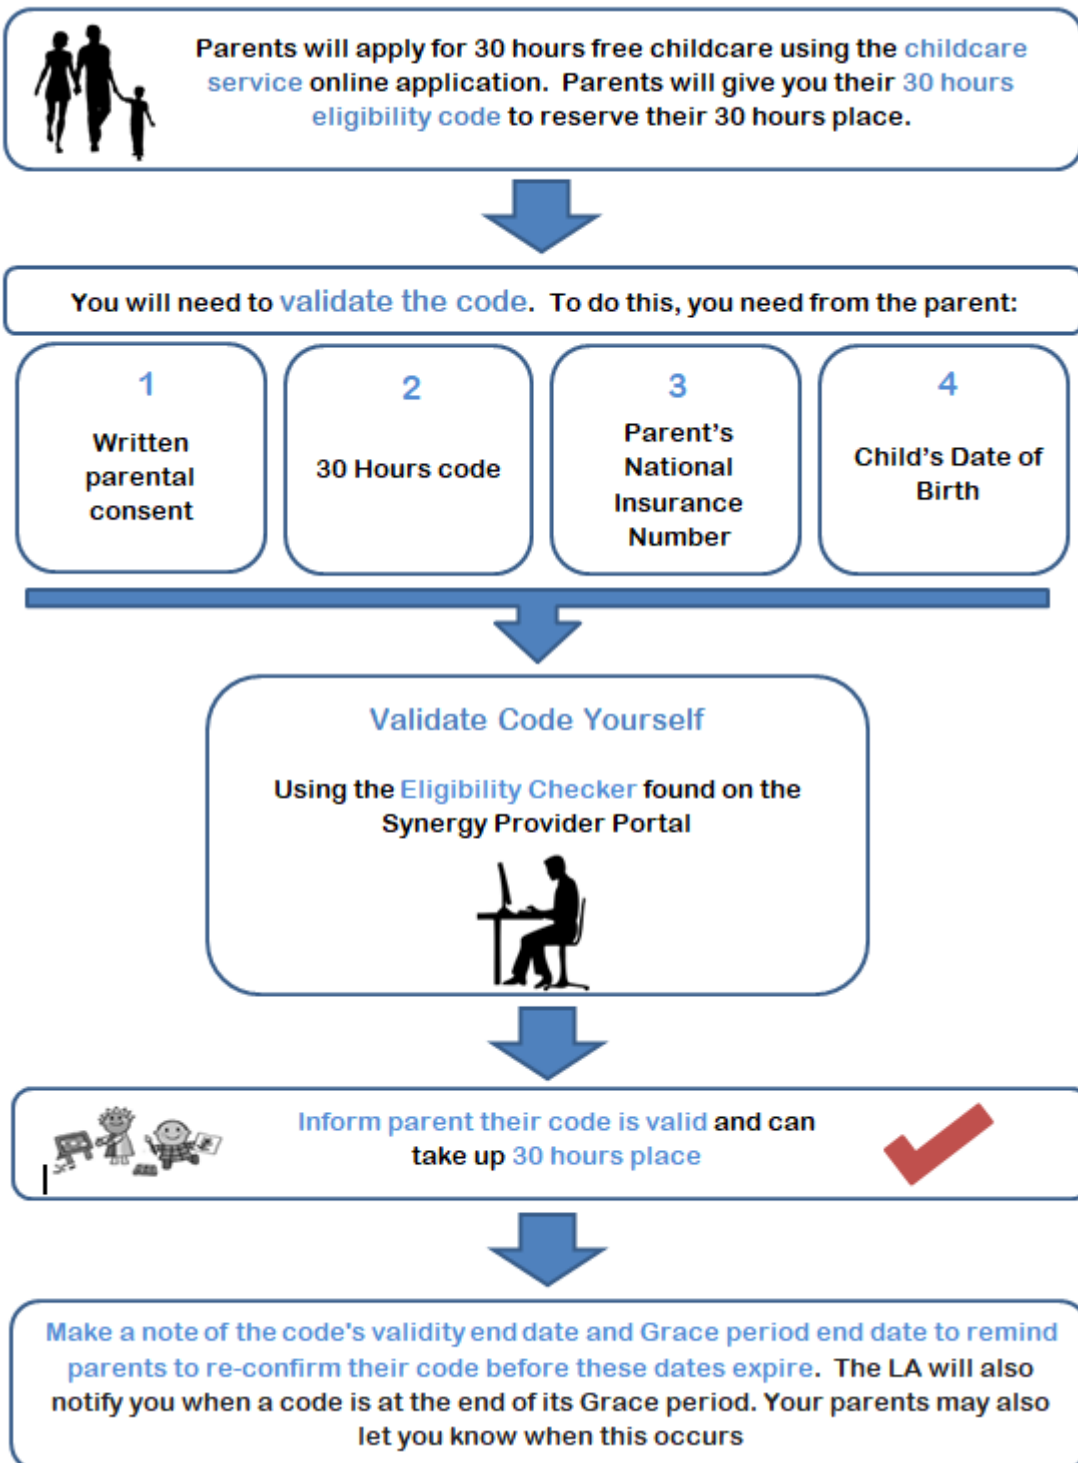 Parents will apply for 30 hours free childcare using the childcare
service online application.  Parents will give you their 30 hours
eligibility code to reserve their 30 hours place.
You will need to validate the code.  To do this, you need from the parent:
1
Written
parental
consent
2
30 Hours code
3
Parent’s
National
Insurance
Number
4
Child’s Date of
Birth
Validate Code Yourself
Using the Eligibility Checker found on the
Synergy Provider Portal
Inform parent their code is valid and can
take up 30 hours place
Make a note of the code's validity end date and Grace period end date to remind
parents to re-confirm their code before these dates expire.  The LA will also
notify you when a code is at the end of its Grace period. Your parents may also
let you know when this occurs